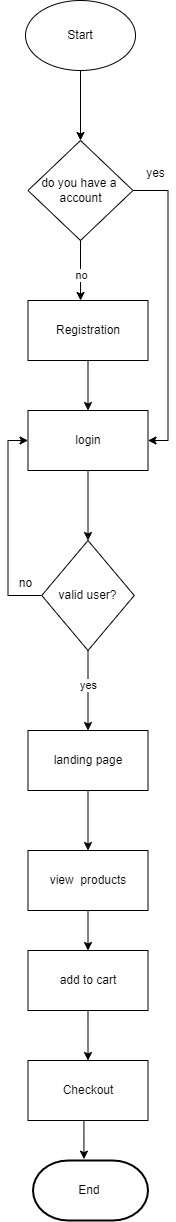 Start
do you have a
account
yes
no
Registration
login
valid user?
no
yes
landing page
view  products
add to cart
Checkout
End